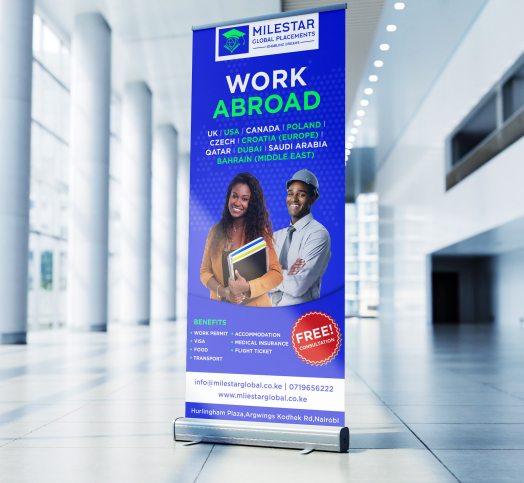 MILESTAR
GLOBAL PLACEMENTS
ENABLING DREAMS
WORK
ABROAD
UK / USA / CANADA | POLAND |
CZECH | CROATIA (EUROPE) |
QATAR | DUBAI | SAUDI ARABIA
BAHRAIN (MIDDLE EAST)
BENEFITS
• WORK PERMIT • ACCOMMODATION
• VISA • MEDICAL INSURANCE
• FOOD • FLIGHT TICKET
• TRANSPORT
FREE!
CONSULTATION
info@milestarglobal.co.ke | 0719656222
www.milestarglobal.co.ke
Hurlingham Plaza,Argwings Kodhek Rd,Nairobi